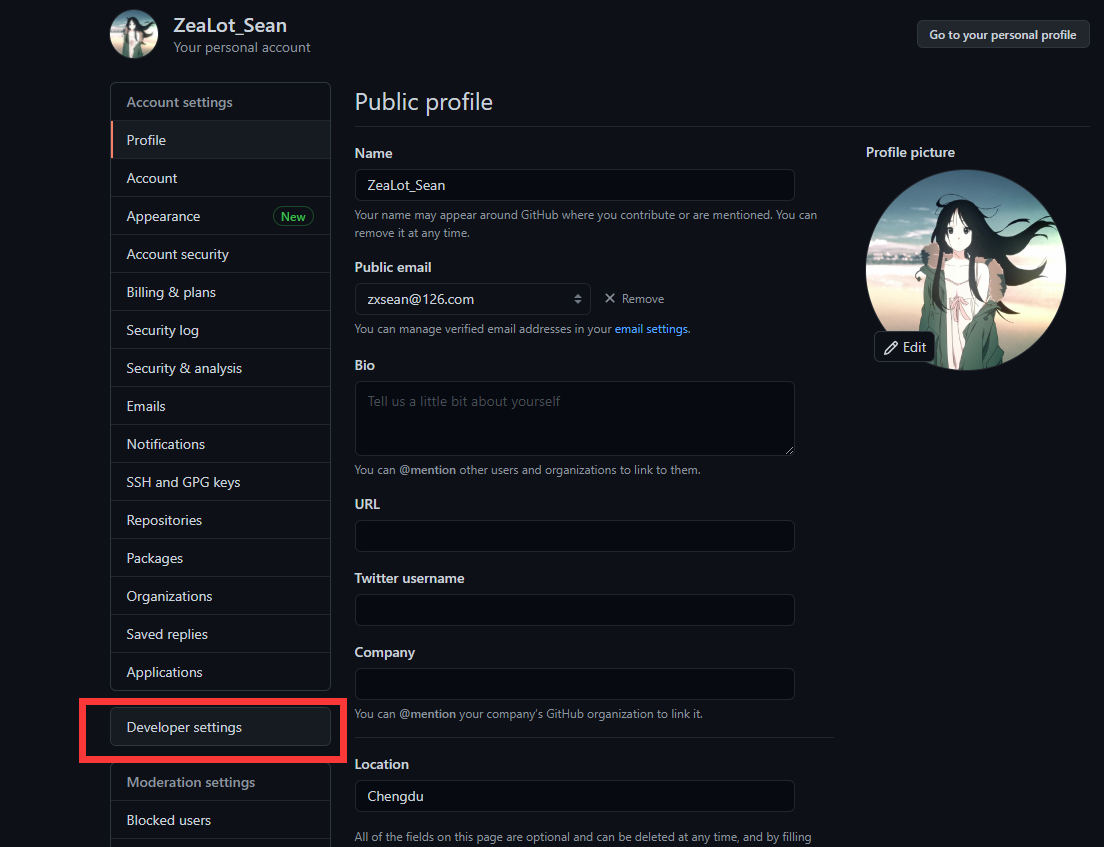 ZeaLot_Sean
Your personal account
Go to your personal profile
Account settings
Profile
Account
Appearance New
Account security
Billing & plans
Security log
Security & analysis
Emails
Notifications
SSH and GPG keys
Repositories
Packages
Organizations
Saved replies
Applications
Developer settings
Moderation settings
Blocked users
Public profile
Name
ZeaLot_Sean
Your name may appear around GitHub where you contribute or are mentioned. You can
remove it at any time.
Public email
zxsean@126.com
Remove
You can manage verified email addresses in your email settings.
Bio
Tell us a little bit about yourself
You can @mention other users and organizations to link to them.
URL
Twitter username
Company
You can @mention your company's GitHub organization to link it.
Location
Chengdu
All of the fields on this page are optional and can be deleted at any time, and by filling
Profile picture
Edit